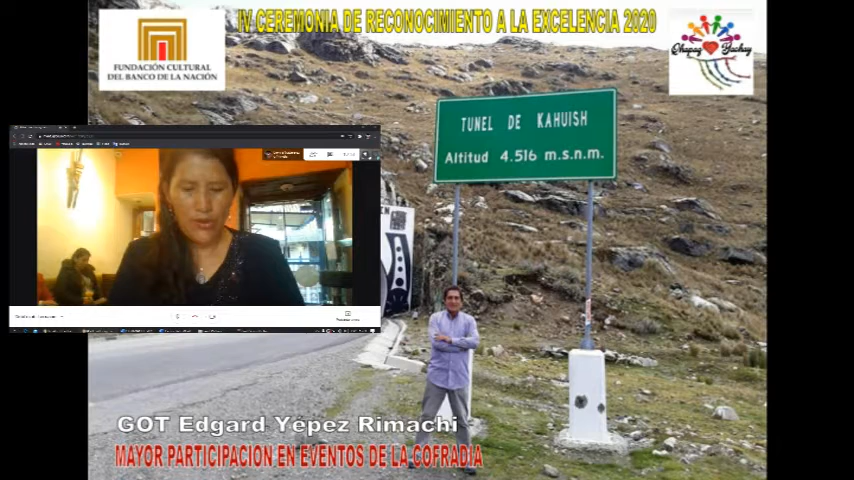 IV CEREMONIA DE RECONOCIMIENTO A LA EXCELENCIA 2020
FUNDACIÓN CULTURAL
DEL BANCO DE LA NACIÓN
Qhapaq Yachay
TUNEL DE KAHUISH
Altitud 4.516 m.s.n.m.
GOT Edgard Yépez Rimachi
MAYOR PARTICIPACION EN EVENTOS DE LA COFRADIA